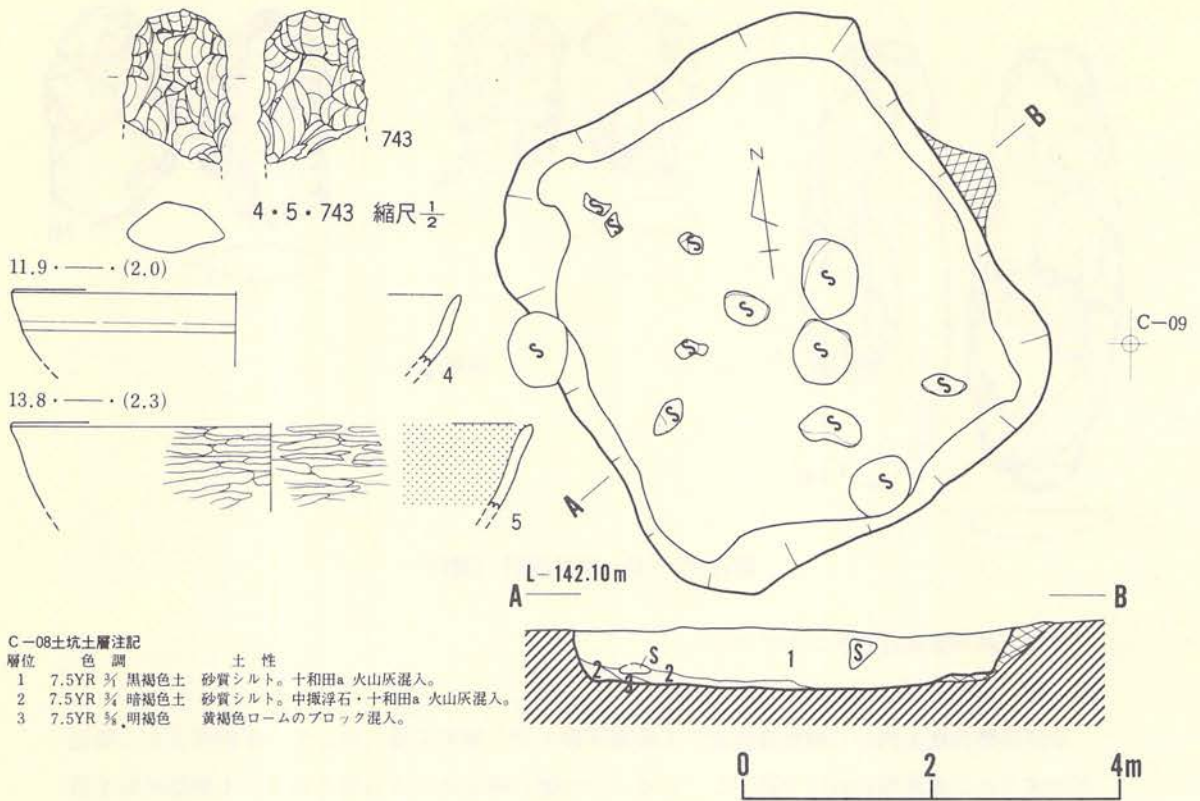 743
4・5・743 縮尺 1/2
11.9・――・(2.0)
4
13.8・――・(2.3)
5
B
N
S
S
S
S
S
S
S
S
S
S
S
S
C-09
A
L-142.10m
A
B
2
S
3
2
1
S
C-08土坑土層注記
層位 色調 土性
1 7.5YR 黒褐色土 砂質シルト。十和田a 火山灰混入。
2 7.5YR 3/4 暗褐色土 砂質シルト。中掫浮石・十和田a 火山灰混入。
3 7.5YR 明褐色 黄褐色ロームのブロック混入。
0 2 4m